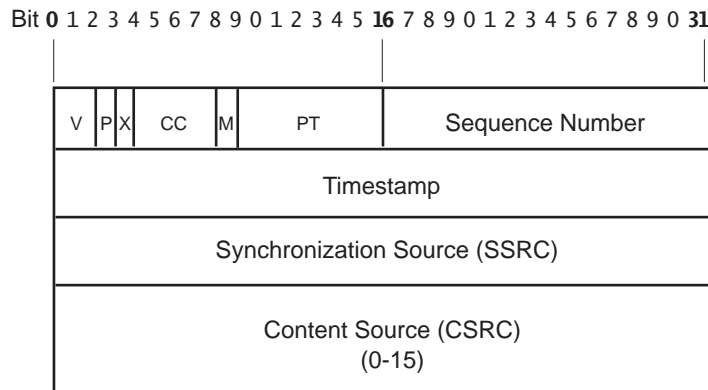 Bit 0 1 2 3 4 5 6 7 8 9 0 1 2 3 4 5 16 7 8 9 0 1 2 3 4 5 6 7 8 9 0 31
V P X CC M PT Sequence Number
Timestamp
Synchronization Source (SSRC)
Content Source (CSRC)
(0-15)